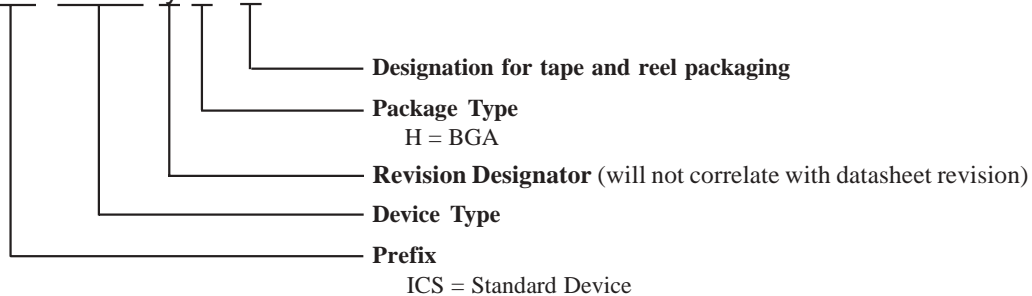 Designation for tape and reel packaging
Package Type
H = BGA
Revision Designator (will not correlate with datasheet revision)
Device Type
Prefix
ICS = Standard Device